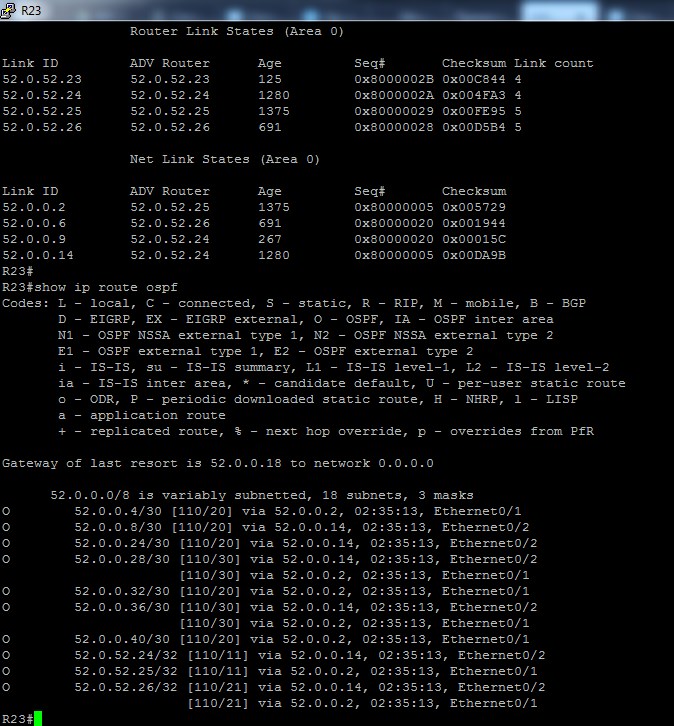 R23
Router Link States (Area 0)
Link ID ADV Router Age Seq# Checksum Link count
52.0.52.23 52.0.52.23 125 0x8000002B 0x00C844 4
52.0.52.24 52.0.52.24 1280 0x8000002A 0x004FA3 4
52.0.52.25 52.0.52.25 1375 0x80000029 0x00FE95 5
52.0.52.26 52.0.52.26 691 0x80000028 0x00D5B4 5
Net Link States (Area 0)
Link ID ADV Router Age Seq# Checksum
52.0.0.2 52.0.52.25 1375 0x80000005 0x005729
52.0.0.6 52.0.52.26 691 0x80000020 0x001944
52.0.0.9 52.0.52.24 267 0x80000020 0x00015C
52.0.0.14 52.0.52.24 1280 0x80000005 0x00DA9B
R23#
R23#show ip route ospf
Codes: L - local, C - connected, S - static, R - RIP, M - mobile, B - BGP
D - EIGRP, EX - EIGRP external, O - OSPF, IA - OSPF inter area
N1 - OSPF NSSA external type 1, N2 - OSPF NSSA external type 2
E1 - OSPF external type 1, E2 - OSPF external type 2
i - IS-IS, su - IS-IS summary, L1 - IS-IS level-1, L2 - IS-IS level-2
ia - IS-IS inter area, * - candidate default, U - per-user static route
o - ODR, P - periodic downloaded static route, H - NHRP, l - LISP
a - application route
+ - replicated route, % - next hop override, p - overrides from PfR
Gateway of last resort is 52.0.0.18 to network 0.0.0.0
52.0.0.0/8 is variably subnetted, 18 subnets, 3 masks
O 52.0.0.4/30 [110/20] via 52.0.0.2, 02:35:13, Ethernet0/1
O 52.0.0.8/30 [110/20] via 52.0.0.14, 02:35:13, Ethernet0/2
O 52.0.0.24/30 [110/20] via 52.0.0.14, 02:35:13, Ethernet0/2
O 52.0.0.28/30 [110/30] via 52.0.0.14, 02:35:13, Ethernet0/2
[110/30] via 52.0.0.2, 02:35:13, Ethernet0/1
O 52.0.0.32/30 [110/20] via 52.0.0.2, 02:35:13, Ethernet0/1
O 52.0.0.36/30 [110/30] via 52.0.0.14, 02:35:13, Ethernet0/2
[110/30] via 52.0.0.2, 02:35:13, Ethernet0/1
O 52.0.0.40/30 [110/20] via 52.0.0.2, 02:35:13, Ethernet0/1
O 52.0.52.24/32 [110/11] via 52.0.0.14, 02:35:13, Ethernet0/2
O 52.0.52.25/32 [110/11] via 52.0.0.2, 02:35:13, Ethernet0/1
O 52.0.52.26/32 [110/21] via 52.0.0.14, 02:35:13, Ethernet0/2
[110/21] via 52.0.0.2, 02:35:13, Ethernet0/1
R23#